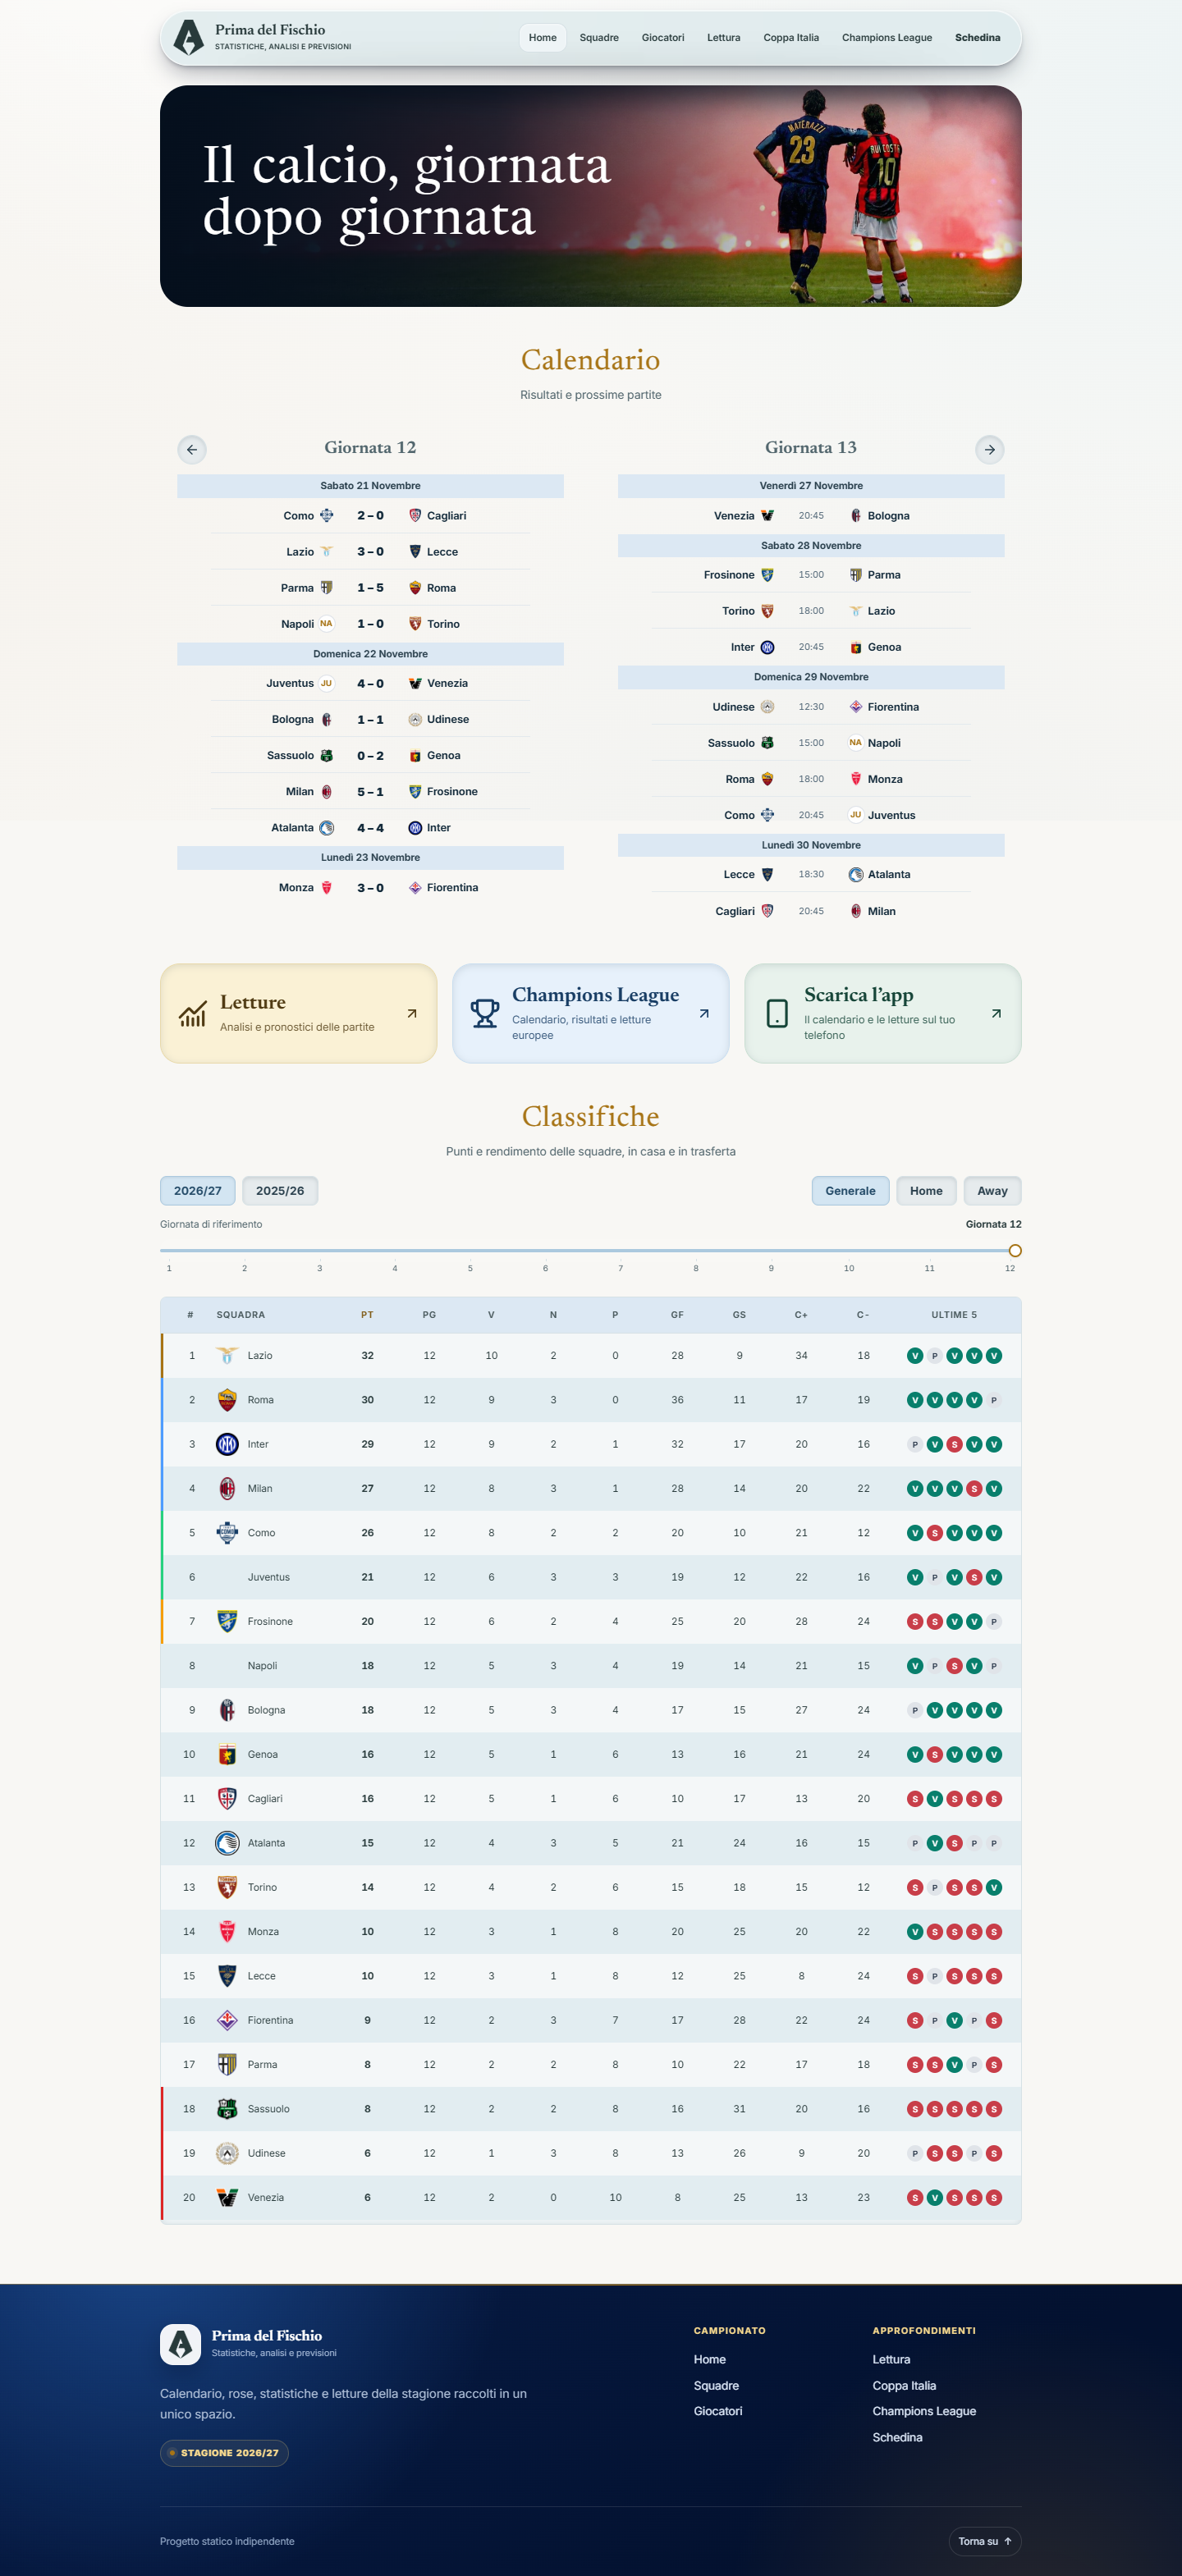 Prima del Fischio
STATISTICHE, ANALISI E PREVISIONI
Home Squadre Giocatori Lettura Coppa Italia Champions League Schedina
Il calcio, giornata
dopo giornata
MATERAZZI
23
RUI COSTA
10
Calendario
Risultati e prossime partite
Giornata 12
Sabato 21 Novembre
Como 2 – 0 Cagliari
Lazio 3 – 0 Lecce
Parma 1 – 5 Roma
Napoli NA 1 – 0 Torino
Domenica 22 Novembre
Juventus JU 4 – 0 Venezia
Bologna 1 – 1 Udinese
Sassuolo 0 – 2 Genoa
Milan 5 – 1 Frosinone
Atalanta 4 – 4 Inter
Lunedì 23 Novembre
Monza 3 – 0 Fiorentina
Giornata 13
Venerdì 27 Novembre
Venezia 20:45 Bologna
Sabato 28 Novembre
Frosinone 15:00 Parma
Torino 18:00 Lazio
Inter 20:45 Genoa
Domenica 29 Novembre
Udinese 12:30 Fiorentina
Sassuolo 15:00 NA Napoli
Roma 18:00 Monza
Como 20:45 JU Juventus
Lunedì 30 Novembre
Lecce 18:30 Atalanta
Cagliari 20:45 Milan
Letture
Analisi e pronostici delle partite
Champions League
Calendario, risultati e letture
europee
Scarica l’app
Il calendario e le letture sul tuo
telefono
Classifiche
Punti e rendimento delle squadre, in casa e in trasferta
2026/27 2025/26 Generale Home Away
Giornata di riferimento Giornata 12
1 2 3 4 5 6 7 8 9 10 11 12
# SQUADRA PT PG V N P GF GS C+ C- ULTIME 5
1 Lazio 32 12 10 2 0 28 9 34 18 V P V V V
2 Roma 30 12 9 3 0 36 11 17 19 V V V V P
3 Inter 29 12 9 2 1 32 17 20 16 P V S V V
4 Milan 27 12 8 3 1 28 14 20 22 V V V S V
5 Como 26 12 8 2 2 20 10 21 12 V S V V V
6 Juventus 21 12 6 3 3 19 12 22 16 V P V S V
7 Frosinone 20 12 6 2 4 25 20 28 24 S S V V P
8 Napoli 18 12 5 3 4 19 14 21 15 V P S V P
9 Bologna 18 12 5 3 4 17 15 27 24 P V V V V
10 Genoa 16 12 5 1 6 13 16 21 24 V S V V V
11 Cagliari 16 12 5 1 6 10 17 13 20 S V S S S
12 Atalanta 15 12 4 3 5 21 24 16 15 P V S P P
13 Torino 14 12 4 2 6 15 18 15 12 S P S S V
14 Monza 10 12 3 1 8 20 25 20 22 V S S S S
15 Lecce 10 12 3 1 8 12 25 8 24 S P S S S
16 Fiorentina 9 12 2 3 7 17 28 22 24 S P V P S
17 Parma 8 12 2 2 8 10 22 17 18 S S V P S
18 Sassuolo 8 12 2 2 8 16 31 20 16 S S S S S
19 Udinese 6 12 1 3 8 13 26 9 20 P S S P S
20 Venezia 6 12 2 0 10 8 25 13 23 S V S S S
Prima del Fischio
Statistiche, analisi e previsioni
Calendario, rose, statistiche e letture della stagione raccolti in un
unico spazio.
STAGIONE 2026/27
CAMPIONATO
Home
Squadre
Giocatori
APPROFONDIMENTI
Lettura
Coppa Italia
Champions League
Schedina
Progetto statico indipendente
Torna su ↑